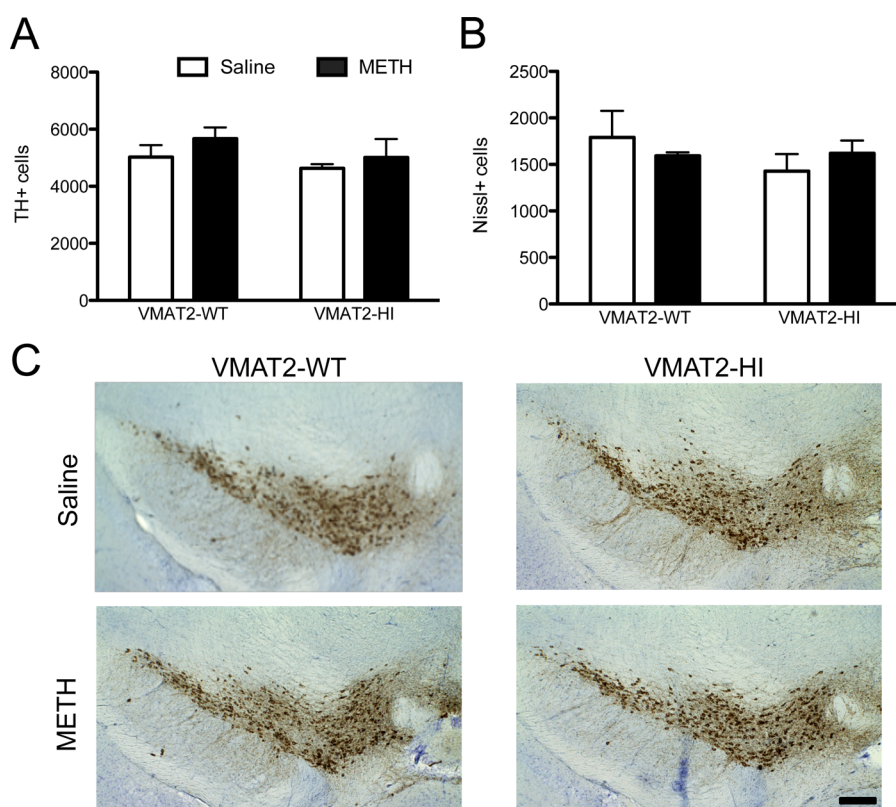 A
Saline
METH
8000
6000
4000
2000
0
TH+ cells
VMAT2-WT
VMAT2-HI
B
2500
2000
1500
1000
500
0
Nissl+ cells
VMAT2-WT
VMAT2-HI
C
VMAT2-WT
VMAT2-HI
Saline
METH